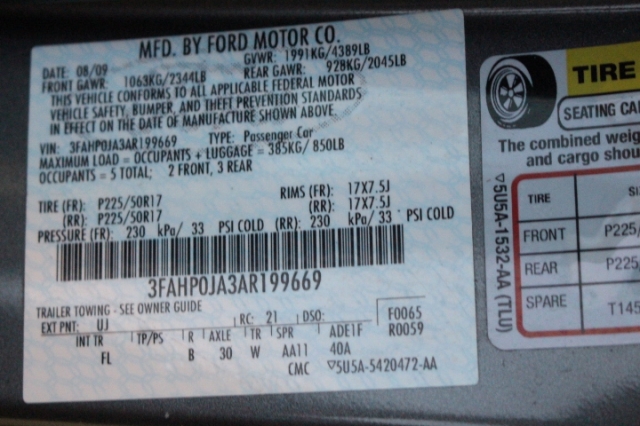 MFD. BY FORD MOTOR CO.
DATE: 08/09 GVWR: 1991KG/4389LB
FRONT GAWR: 1063KG/2344LB REAR GAWR: 928KG/2045LB
THIS VEHICLE CONFORMS TO ALL APPLICABLE FEDERAL MOTOR
VEHICLE SAFETY, BUMPER, AND THEFT PREVENTION STANDARDS
IN EFFECT ON THE DATE OF MANUFACTURE SHOWN ABOVE.
VIN: 3FAHP0JA3AR199669 TYPE: Passenger Car
MAXIMUM LOAD = OCCUPANTS + LUGGAGE = 385KG/ 850LB
OCCUPANTS = 5 TOTAL; 2 FRONT, 3 REAR
TIRE (FR): P225/50R17 RIMS (FR): 17X7.5J
(RR): P225/50R17 (RR): 17X7.5J
PRESSURE (FR): 230 kPa/ 33 PSI COLD (RR): 230 kPa/ 33 PSI COLD
3FAHP0JA3AR199669
TRAILER TOWING - SEE OWNER GUIDE
EXT PNT: UJ RC: 21 DSO: F0065
R0059
INT TR TP/PS R AXLE TR SPR ADE1F
FL B 30 W AA11 40A
CMC ▽5U5A-5420472-AA
TIRE
SEATING CA
The combined weig
and cargo shou
TIRE SI
FRONT P225/
REAR P225/
SPARE T145
▽5U5A-1532-AA (TLU)